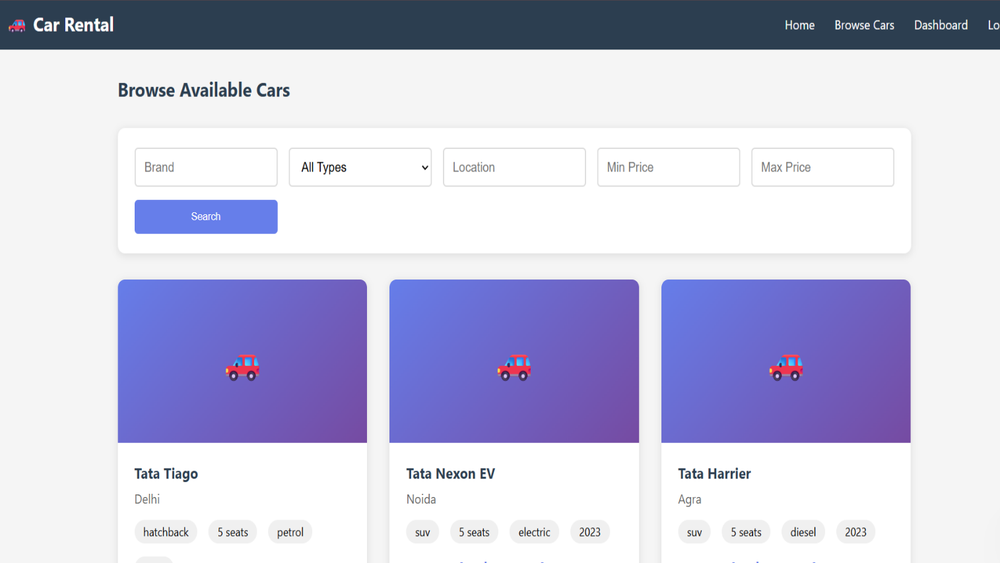 Car Rental
Home Browse Cars Dashboard Lo
Browse Available Cars
Brand All Types Location Min Price Max Price
Search
Tata Tiago
Delhi
hatchback 5 seats petrol
Tata Nexon EV
Noida
suv 5 seats electric 2023
Tata Harrier
Agra
suv 5 seats diesel 2023